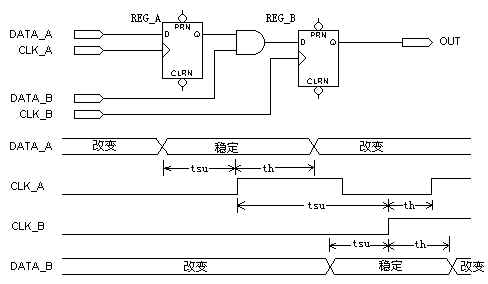 REG_A REG_B
DATA_A
CLK_A
D PRN Q
CLRN
D PRN Q
CLRN
OUT
DATA_B
CLK_B
DATA_A 改变 稳定 改变
tsu th
CLK_A
tsu th
CLK_B
tsu th
DATA_B 改变 稳定 改变